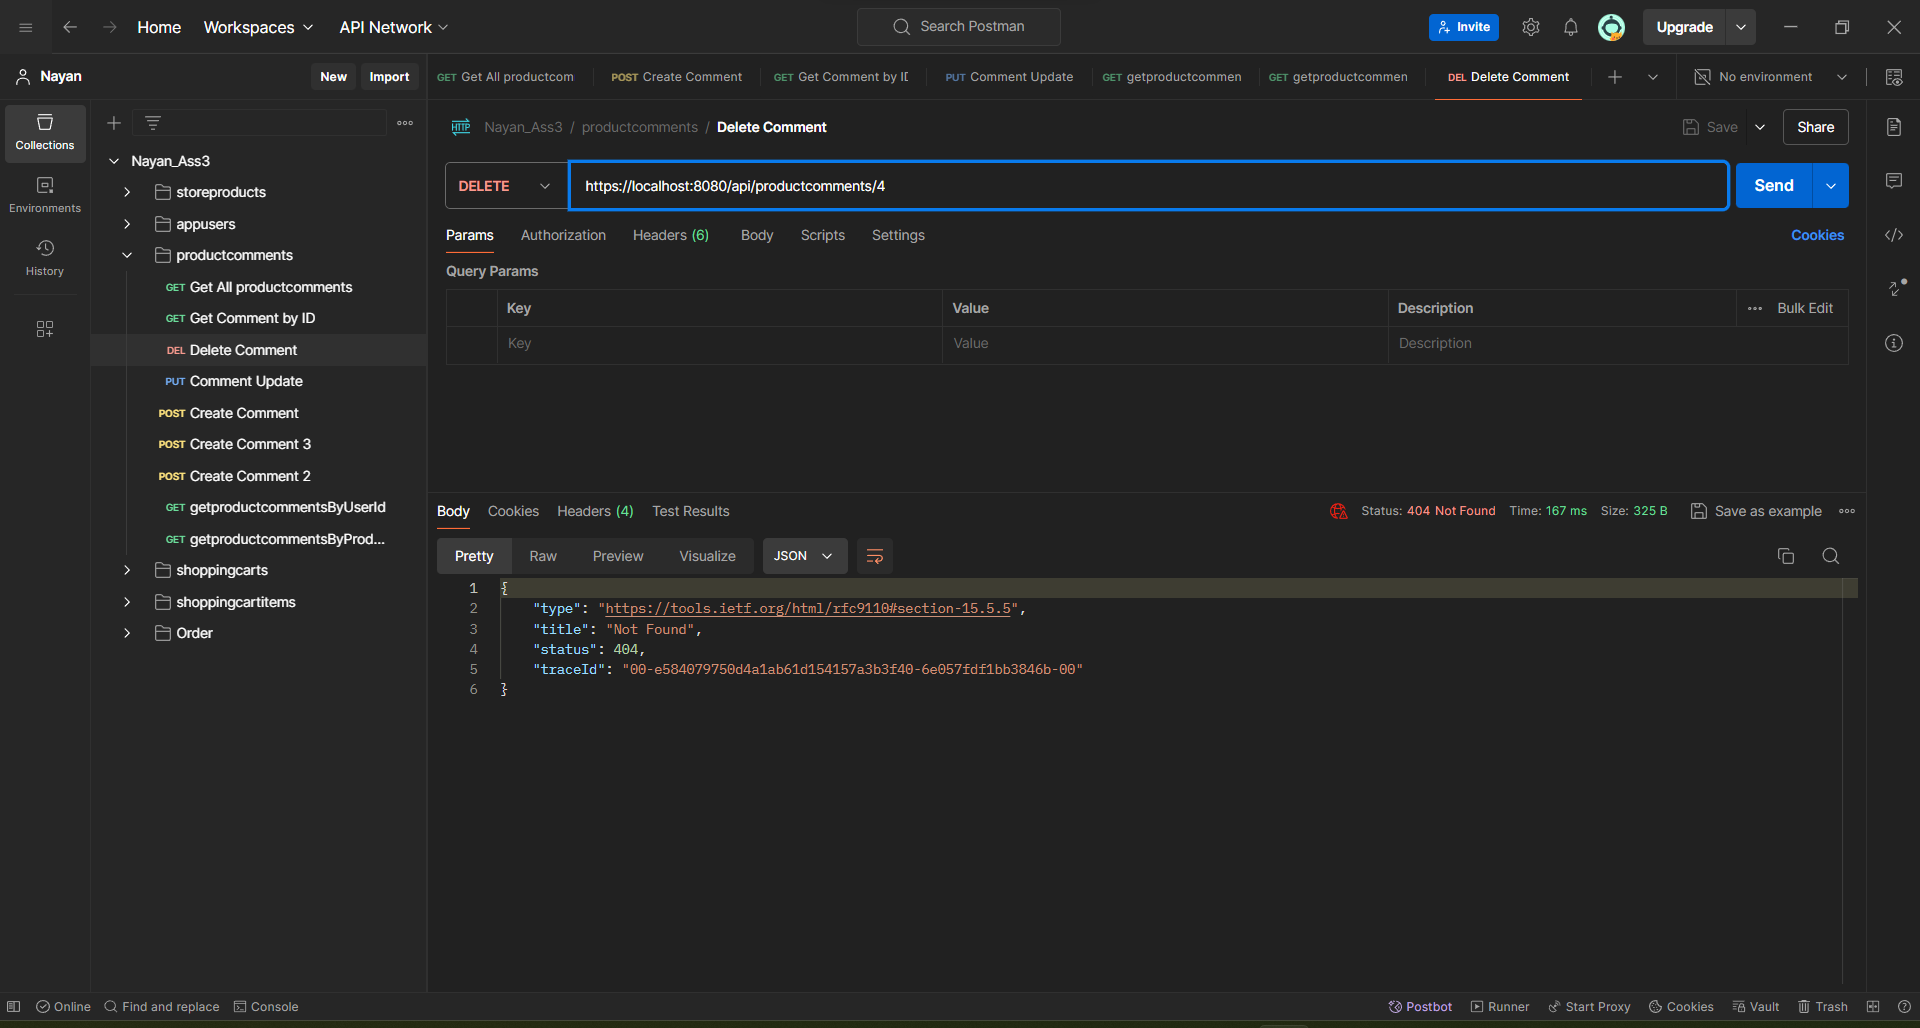 Home Workspaces API Network Search Postman Invite Upgrade
Nayan New Import
GET Get All productcom POST Create Comment GET Get Comment by ID PUT Comment Update GET getproductcommen GET getproductcommen DEL Delete Comment No environment
Collections
Environments
History
Nayan_Ass3
storeproducts
appusers
productcomments
GET Get All productcomments
GET Get Comment by ID
DEL Delete Comment
PUT Comment Update
POST Create Comment
POST Create Comment 3
POST Create Comment 2
GET getproductcommentsByUserId
GET getproductcommentsByProd...
shoppingcarts
shoppingcartitems
Order
HTTP Nayan_Ass3 / productcomments / Delete Comment Save Share
DELETE https://localhost:8080/api/productcomments/4 Send
Params Authorization Headers (6) Body Scripts Settings Cookies
Query Params
Key Value Description Bulk Edit
Key Value Description
Body Cookies Headers (4) Test Results Status: 404 Not Found Time: 167 ms Size: 325 B Save as example
Pretty Raw Preview Visualize JSON
1 {
2 "type": "https://tools.ietf.org/html/rfc9110#section-15.5.5",
3 "title": "Not Found",
4 "status": 404,
5 "traceId": "00-e584079750d4a1ab61d154157a3b3f40-6e057fdf1bb3846b-00"
6 }
Online Find and replace Console Postbot Runner Start Proxy Cookies Vault Trash